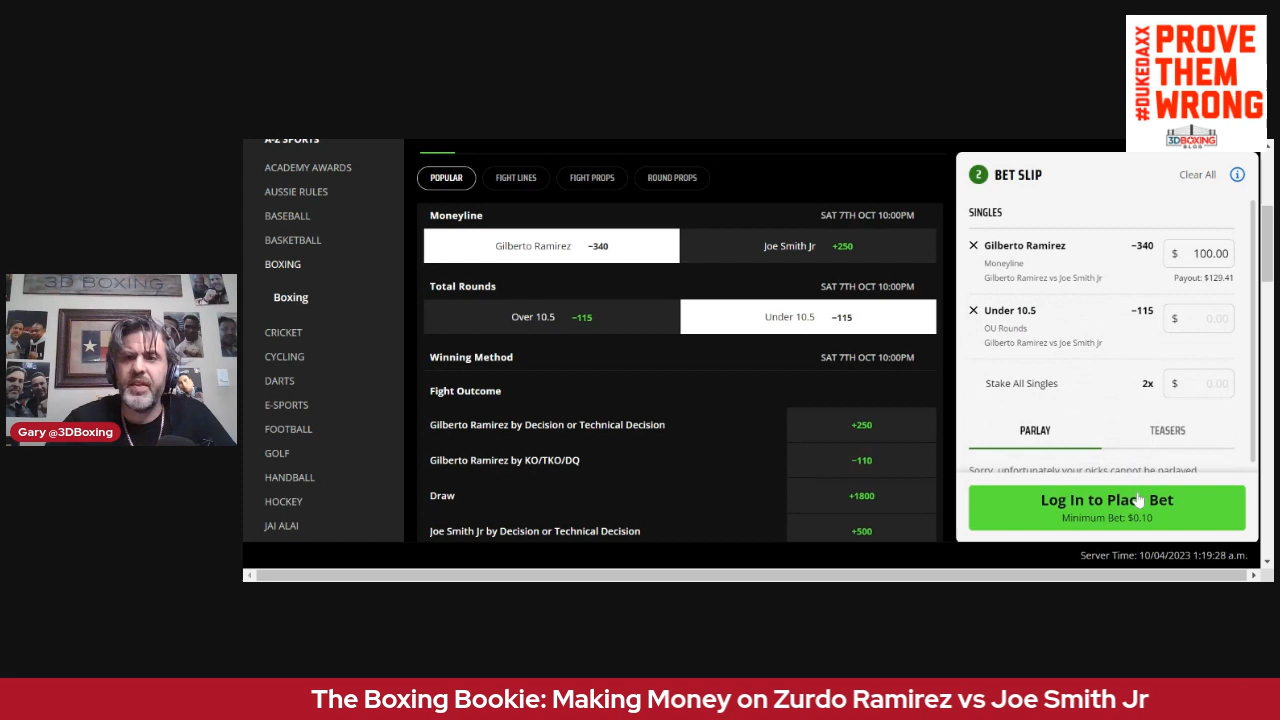 #DUKEDAXX
PROVE
THEM
WRONG
3DBOXING
BLOG
A-Z SPORTS
ACADEMY AWARDS
AUSSIE RULES
BASEBALL
BASKETBALL
BOXING
Boxing
CRICKET
CYCLING
DARTS
E-SPORTS
FOOTBALL
GOLF
HANDBALL
HOCKEY
JAI ALAI
POPULAR FIGHT LINES FIGHT PROPS ROUND PROPS
Moneyline SAT 7TH OCT 10:00PM
Gilberto Ramirez −340 Joe Smith Jr +250
Total Rounds SAT 7TH OCT 10:00PM
Over 10.5 −115 Under 10.5 −115
Winning Method SAT 7TH OCT 10:00PM
Fight Outcome
Gilberto Ramirez by Decision or Technical Decision +250
Gilberto Ramirez by KO/TKO/DQ −110
Draw +1800
Joe Smith Jr by Decision or Technical Decision +500
2 BET SLIP Clear All i
SINGLES
× Gilberto Ramirez −340 $ 100.00
Moneyline
Gilberto Ramirez vs Joe Smith Jr Payout: $129.41
× Under 10.5 −115 $ 0.00
OU Rounds
Gilberto Ramirez vs Joe Smith Jr
Stake All Singles 2x $ 0.00
PARLAY TEASERS
Sorry, unfortunately your picks cannot be parlayed
Log In to Place Bet
Minimum Bet: $0.10
Server Time: 10/04/2023 1:19:28 a.m.
3D BOXING
Gary @3DBoxing
The Boxing Bookie: Making Money on Zurdo Ramirez vs Joe Smith Jr